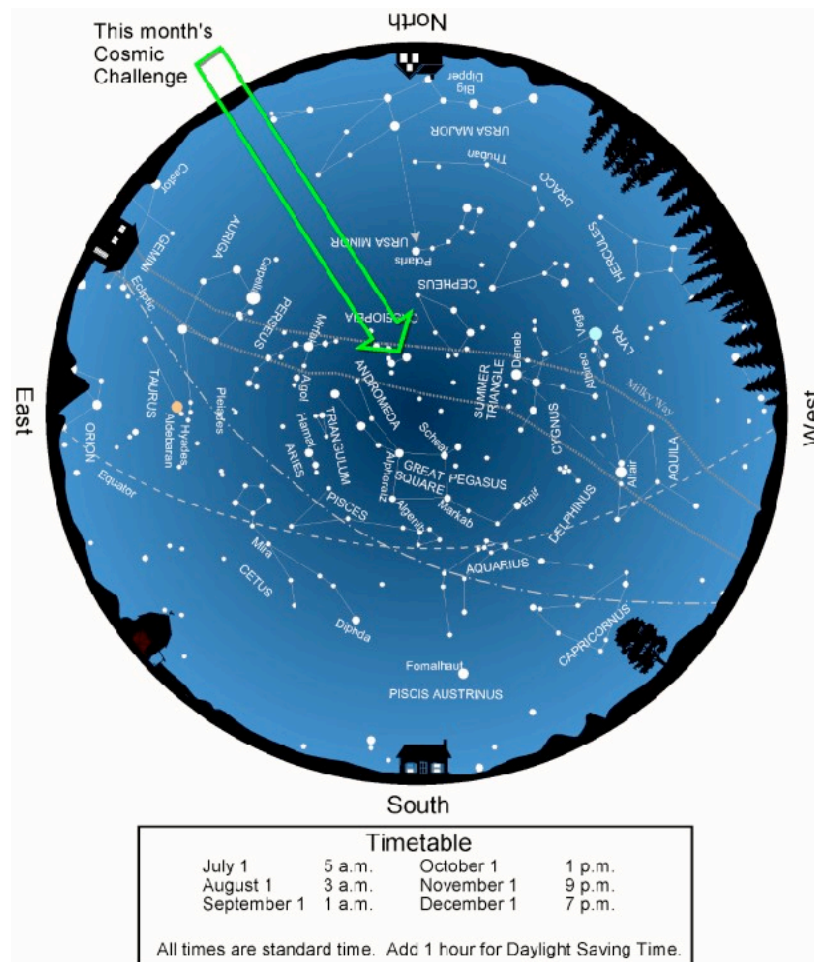 This month's
Cosmic
Challenge
North
Big
Dipper
URSA MAJOR
Thuban
DRACO
Castor
GEMINI
AURIGA
Capella
URSA MINOR
Polaris
HERCULES
CEPHEUS
Ecliptic
PERSEUS
Vega
LYRA
Deneb
Albireo
Milky Way
SUMMER
TRIANGLE
CYGNUS
ANDROMEDA
Agol
TRIANGULUM
Hamal
ARIES
TAURUS
Pleiades
Hyades
Aldebaran
East
West
ORION
Scheat
GREAT PEGASUS
SQUARE
Alpharatz
Altair
AQUILA
Equator
PISCES
Algenib
Markab
Enif
DELPHINUS
Mira
CETUS
AQUARIUS
CAPRICORNUS
Diphda
Fomalhaut
PISCIS AUSTRINUS
South
Timetable
July 1 5 a.m. October 1 1 p.m.
August 1 3 a.m. November 1 9 p.m.
September 1 1 a.m. December 1 7 p.m.
All times are standard time. Add 1 hour for Daylight Saving Time.